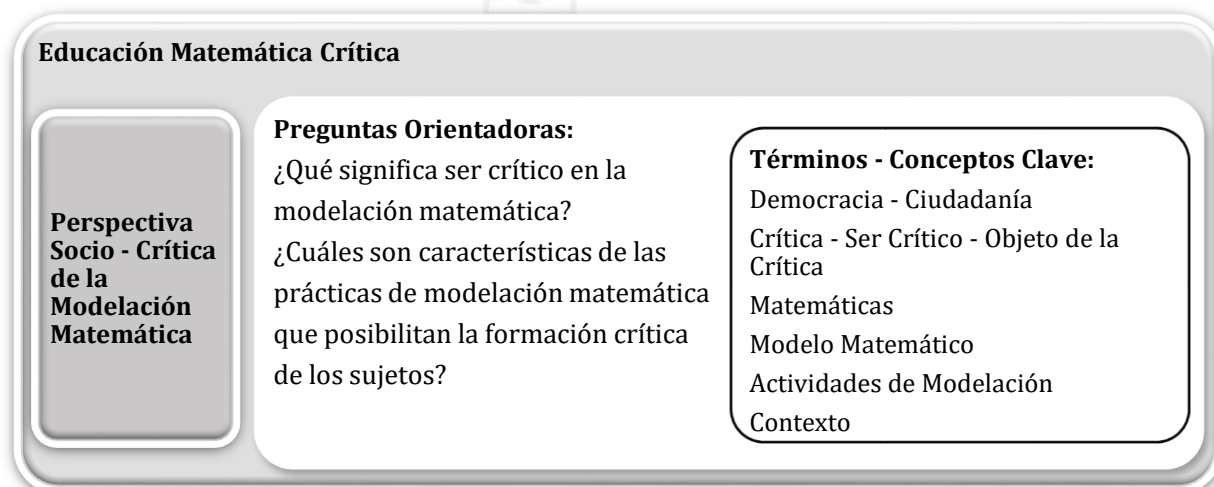 Educación Matemática Crítica
Perspectiva
Socio - Crítica
de la
Modelación
Matemática
Preguntas Orientadoras:
¿Qué significa ser crítico en la
modelación matemática?
¿Cuáles son características de las
prácticas de modelación matemática
que posibilitan la formación crítica
de los sujetos?
Términos - Conceptos Clave:
Democracia - Ciudadanía
Crítica - Ser Crítico - Objeto de la
Crítica
Matemáticas
Modelo Matemático
Actividades de Modelación
Contexto